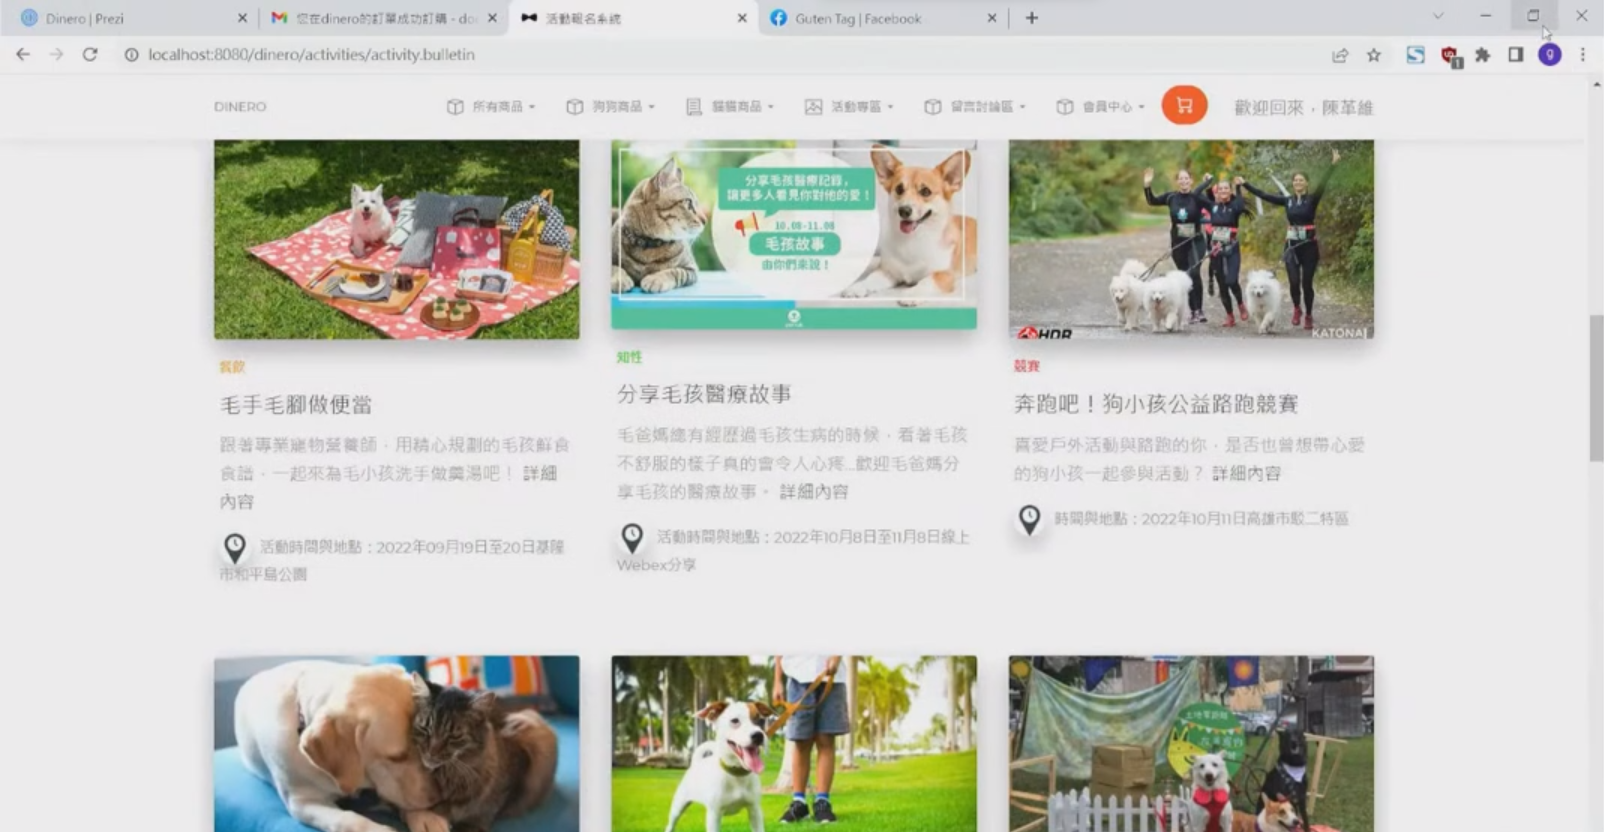 Dinero | Prezi
您在dinero的訂單成功訂購 - do
活動報名系統
Guten Tag | Facebook
localhost:8080/dinero/activities/activity.bulletin
1
g
DINERO
所有商品
狗狗商品
貓貓商品
活動專區
留言討論區
會員中心
歡迎回來，陳革維
分享毛孩醫療記錄，
讓更多人看見你對他的愛！
10.08-11.08
毛孩故事
由你們來說！
HDR
KATONAI
餐飲
毛手毛腳做便當
跟著專業寵物營養師，用精心規劃的毛孩鮮食
食譜，一起來為毛小孩洗手做羹湯吧！ 詳細
內容
活動時間與地點：2022年09月19日至20日基隆
市和平島公園
知性
分享毛孩醫療故事
毛爸媽總有經歷過毛孩生病的時候，看著毛孩
不舒服的樣子真的會令人心疼...歡迎毛爸媽分
享毛孩的醫療故事。 詳細內容
活動時間與地點：2022年10月8日至11月8日線上
Webex分享
競賽
奔跑吧！狗小孩公益路跑競賽
喜愛戶外活動與路跑的你，是否也曾想帶心愛
的狗小孩一起參與活動？ 詳細內容
時間與地點：2022年10月11日高雄市駁二特區